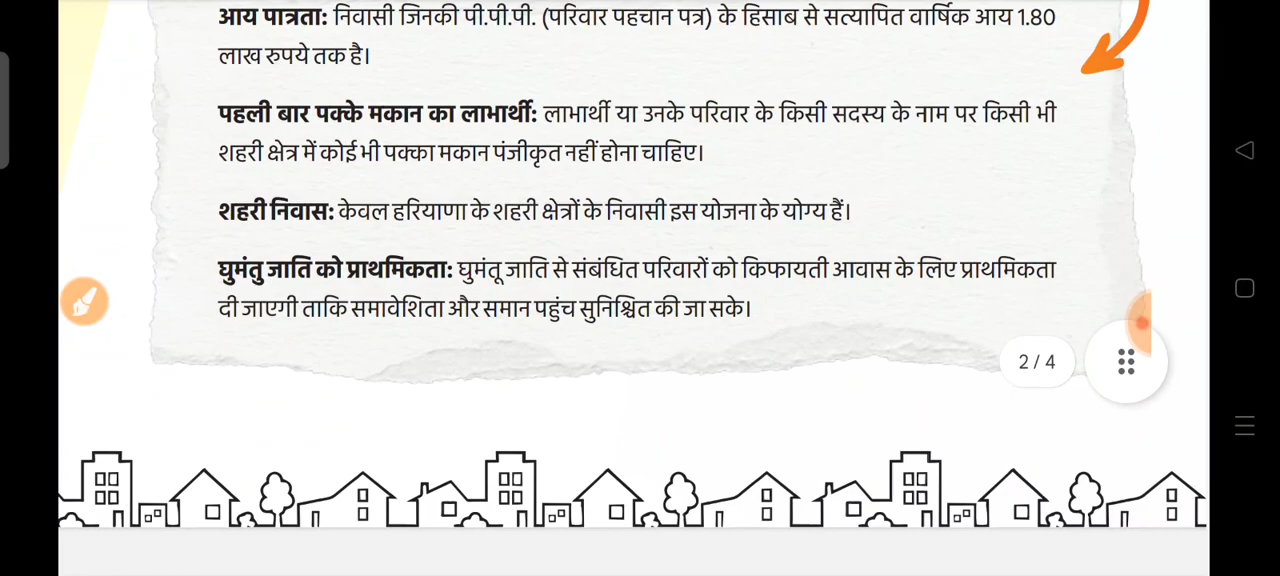 आय पात्रता: निवासी जिनकी पी.पी.पी. (परिवार पहचान पत्र) के हिसाब से सत्यापित वार्षिक आय 1.80
लाख रुपये तक है।
पहली बार पक्के मकान का लाभार्थी: लाभार्थी या उनके परिवार के किसी सदस्य के नाम पर किसी भी
शहरी क्षेत्र में कोई भी पक्का मकान पंजीकृत नहीं होना चाहिए।
शहरी निवास: केवल हरियाणा के शहरी क्षेत्रों के निवासी इस योजना के योग्य हैं।
घुमंतु जाति को प्राथमिकता: घुमंतू जाति से संबंधित परिवारों को किफायती आवास के लिए प्राथमिकता
दी जाएगी ताकि समावेशिता और समान पहुंच सुनिश्चित की जा सके।
2 / 4